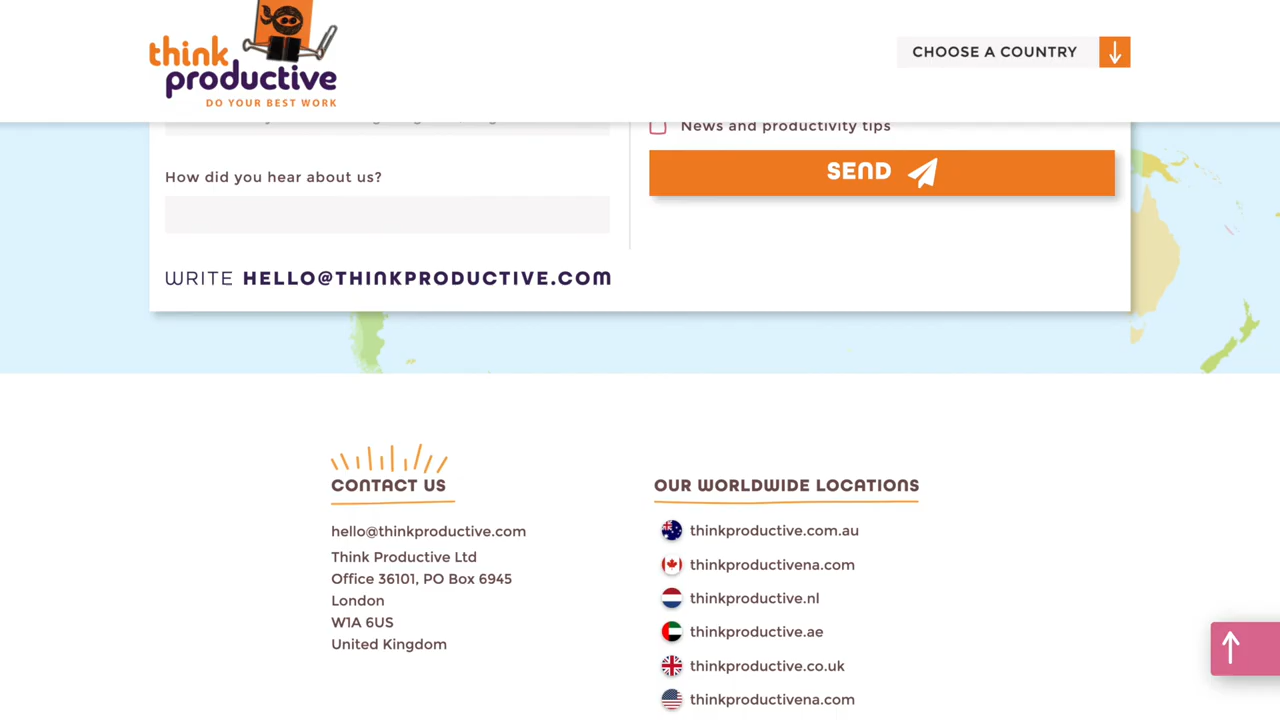 think
productive
DO YOUR BEST WORK
CHOOSE A COUNTRY
News and productivity tips
SEND
How did you hear about us?
WRITE HELLO@THINKPRODUCTIVE.COM
CONTACT US
hello@thinkproductive.com
Think Productive Ltd
Office 36101, PO Box 6945
London
W1A 6US
United Kingdom
OUR WORLDWIDE LOCATIONS
thinkproductive.com.au
thinkproductivena.com
thinkproductive.nl
thinkproductive.ae
thinkproductive.co.uk
thinkproductivena.com